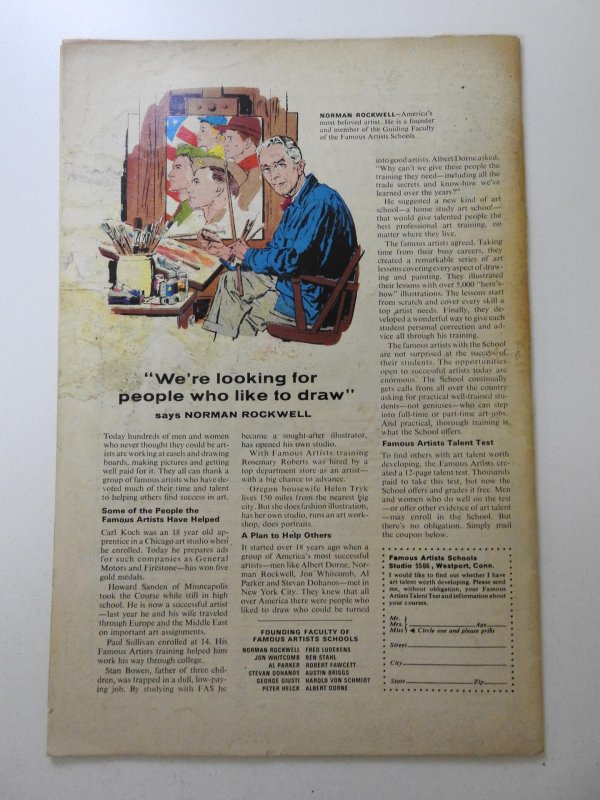 NORMAN ROCKWELL—America's
most beloved artist. He is a founder
and member of the Guiding Faculty
of the Famous Artists Schools.
"We're looking for
people who like to draw"
says NORMAN ROCKWELL
Today hundreds of men and women
who never thought they could be art-
ists are working at easels and drawing
boards, making pictures and getting
well paid for it. They all can thank a
group of famous artists who have de-
voted much of their time and talent
to helping others find success in art.
Some of the People the
Famous Artists Have Helped
Carl Koch was an 18 year old ap-
prentice in a Chicago art studio when
he enrolled. Today he prepares ads
for such companies as General
Motors and Firestone—has won five
gold medals.
Howard Sanden of Minneapolis
took the Course while still in high
school. He is now a successful artist
—last year he and his wife traveled
through Europe and the Middle East
on important art assignments.
Paul Sullivan enrolled at 14. His
Famous Artists training helped him
work his way through college.
Stan Bowen, father of three chil-
dren, was trapped in a dull, low-pay-
ing job. By studying with FAS he
became a sought-after illustrator,
has opened his own studio.
With Famous Artists training
Rosemary Roberts was hired by a
top department store as an artist—
with a big chance to advance.
Oregon housewife Helen Tryk
lives 150 miles from the nearest big
city. But she does fashion illustration,
has her own studio, runs an art work-
shop, does portraits.
A Plan to Help Others
It started over 18 years ago when a
group of America's most successful
artists—men like Albert Dorne, Nor-
man Rockwell, Jon Whitcomb, Al
Parker and Stevan Dohanos—met in
New York City. They knew that all
over America there were people who
liked to draw who could be turned
into good artists. Albert Dorne asked,
"Why can't we give these people the
training they need—including all the
trade secrets and know-how we've
learned over the years?"
He suggested a new kind of art
school—a home study art school—
that would give talented people the
best professional art training, no
matter where they live.
The famous artists agreed. Taking
time from their busy careers, they
created a remarkable series of art
lessons covering every aspect of draw-
ing and painting. They illustrated
their lessons with over 5,000 "here's-
how" illustrations. The lessons start
from scratch and cover every skill a
top artist needs. Finally, they de-
veloped a wonderful way to give each
student personal correction and ad-
vice all through his training.
The famous artists with the School
are not surprised at the success of
their students. The opportunities
open to successful artists today are
enormous. The School continually
gets calls from all over the country
asking for practical well-trained stu-
dents—not geniuses—who can step
into full-time or part-time art jobs.
And practical, thorough training is
what the School offers.
Famous Artists Talent Test
To find others with art talent worth
developing, the Famous Artists cre-
ated a 12-page talent test. Thousands
paid to take this test, but now the
School offers and grades it free. Men
and women who do well on the test
—or offer other evidence of art talent
—may enroll in the School. But
there's no obligation. Simply mail
the coupon below.
FOUNDING FACULTY OF
FAMOUS ARTISTS SCHOOLS
NORMAN ROCKWELL FRED LUDEKENS
JON WHITCOMB BEN STAHL
AL PARKER ROBERT FAWCETT
STEVAN DOHANOS AUSTIN BRIGGS
GEORGE GIUSTI HAROLD VON SCHMIDT
PETER HELCK ALBERT DORNE
Famous Artists Schools
Studio 5566, Westport, Conn.
I would like to find out whether I have
art talent worth developing. Please send
me, without obligation, your Famous
Artists Talent Test and information about
your courses.
Mr.
Mrs. Age
Miss Circle one and please print
Street
City
State Zip